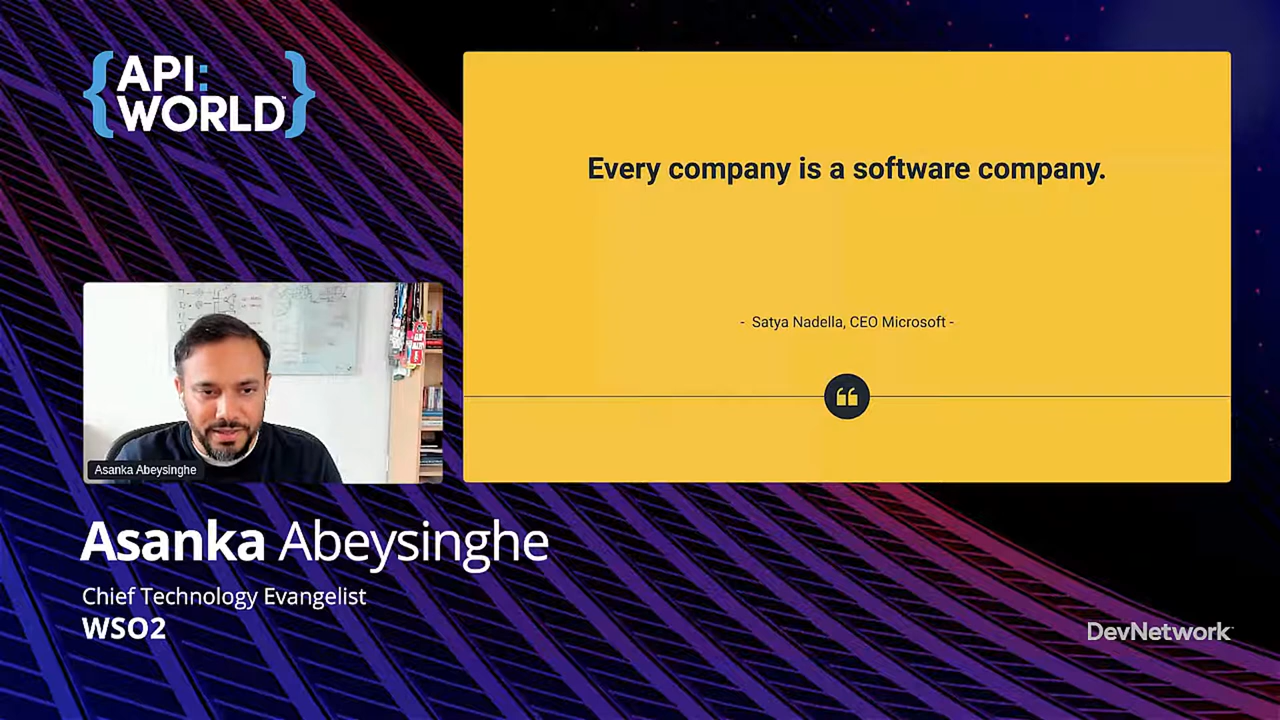 {API:
WORLD}™
Every company is a software company.
- Satya Nadella, CEO Microsoft -
Asanka Abeysinghe
Asanka Abeysinghe
Chief Technology Evangelist
WSO2
DevNetwork